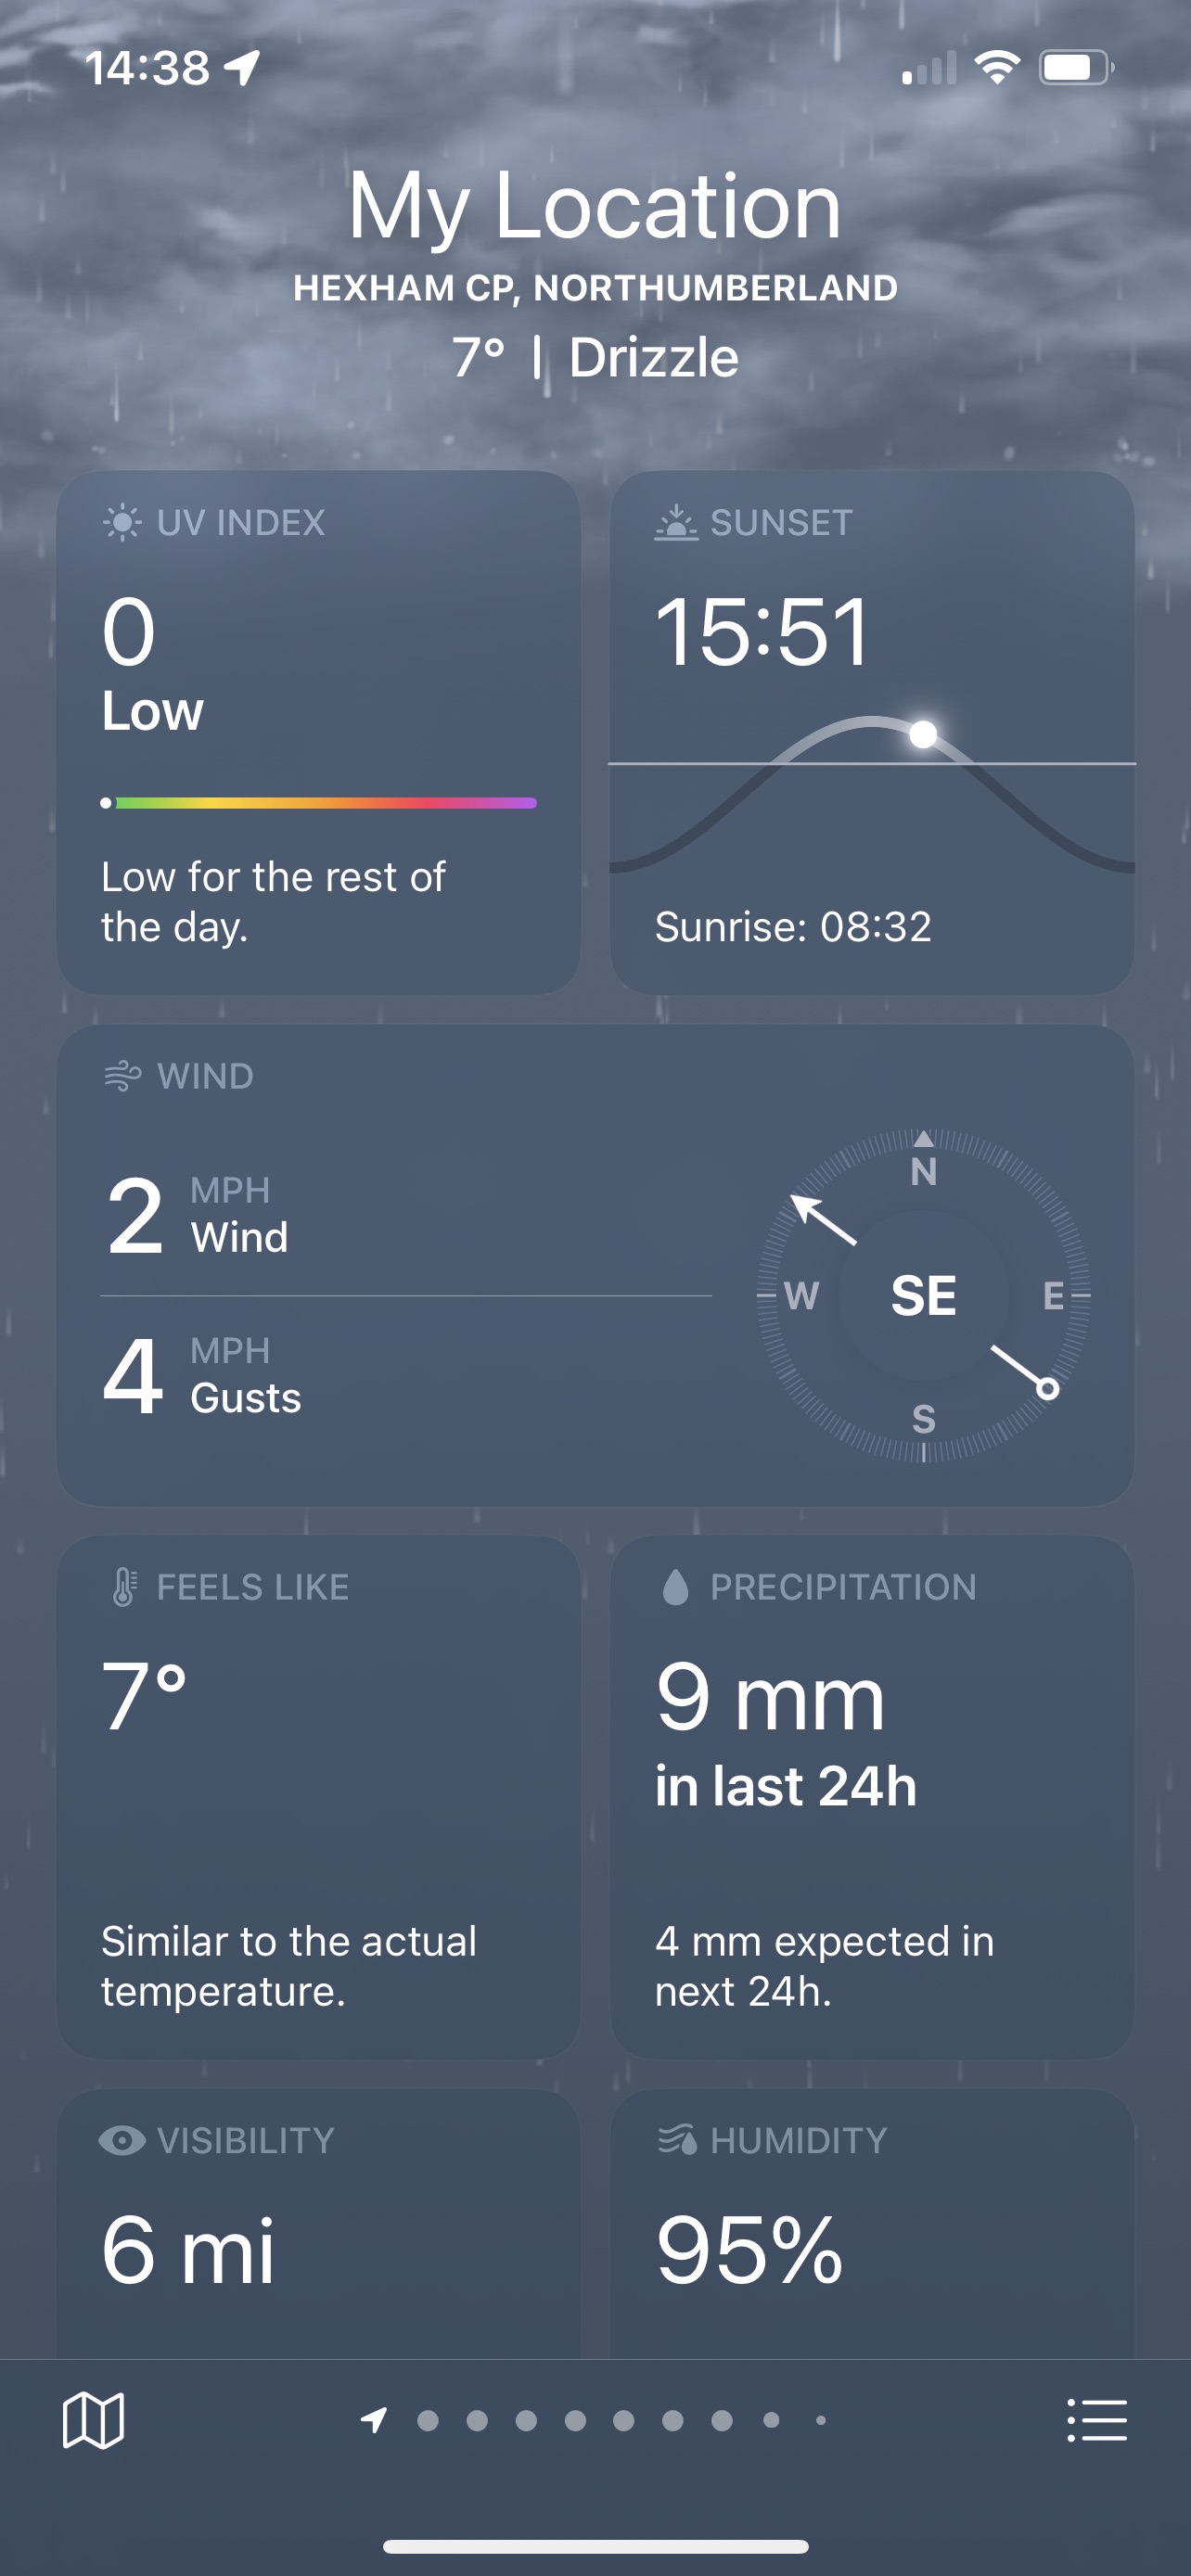 14:38
My Location
HEXHAM CP, NORTHUMBERLAND
7° | Drizzle
UV INDEX
0
Low
Low for the rest of
the day.
SUNSET
15:51
Sunrise: 08:32
WIND
2 MPH
Wind
4 MPH
Gusts
N
W SE E
S
FEELS LIKE
7°
Similar to the actual
temperature.
PRECIPITATION
9 mm
in last 24h
4 mm expected in
next 24h.
VISIBILITY
6 mi
HUMIDITY
95%